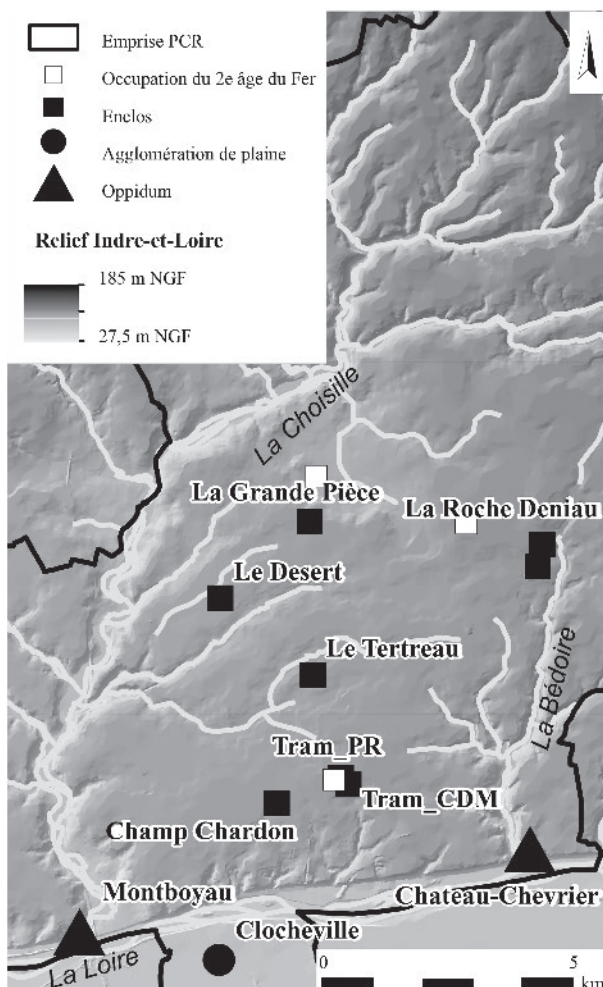 Emprise PCR
Occupation du 2e âge du Fer
Enclos
Agglomération de plaine
Oppidum
Relief Indre-et-Loire
185 m NGF
27,5 m NGF
La Choisille
La Grande Pièce
La Roche Deniau
Le Desert
Le Tertreau
La Bédoire
Tram_PR
Tram_CDM
Champ Chardon
Montboyau
Chateau-Chevrier
Clocheville
La Loire
0 5
km